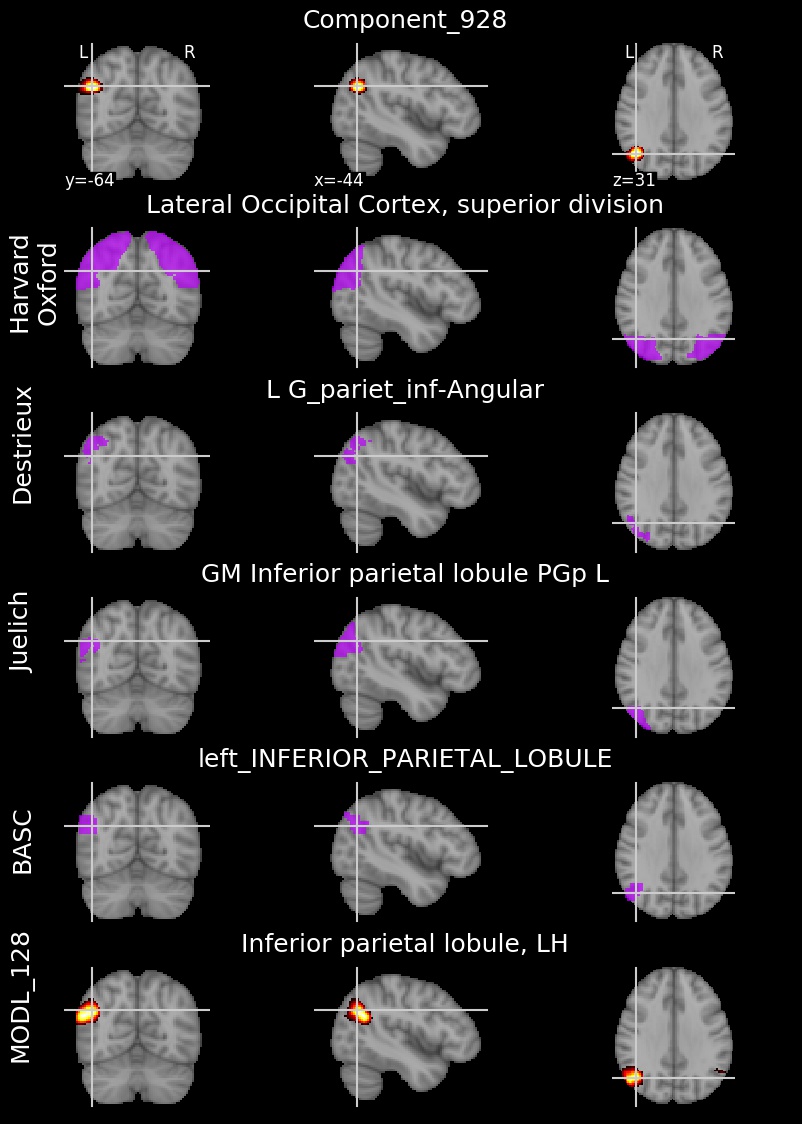 Component_928
L R
L R
y=-64
x=-44
z=31
Lateral Occipital Cortex, superior division
Harvard
Oxford
L G_pariet_inf-Angular
Destrieux
GM Inferior parietal lobule PGp L
Juelich
left_INFERIOR_PARIETAL_LOBULE
BASC
Inferior parietal lobule, LH
MODL_128